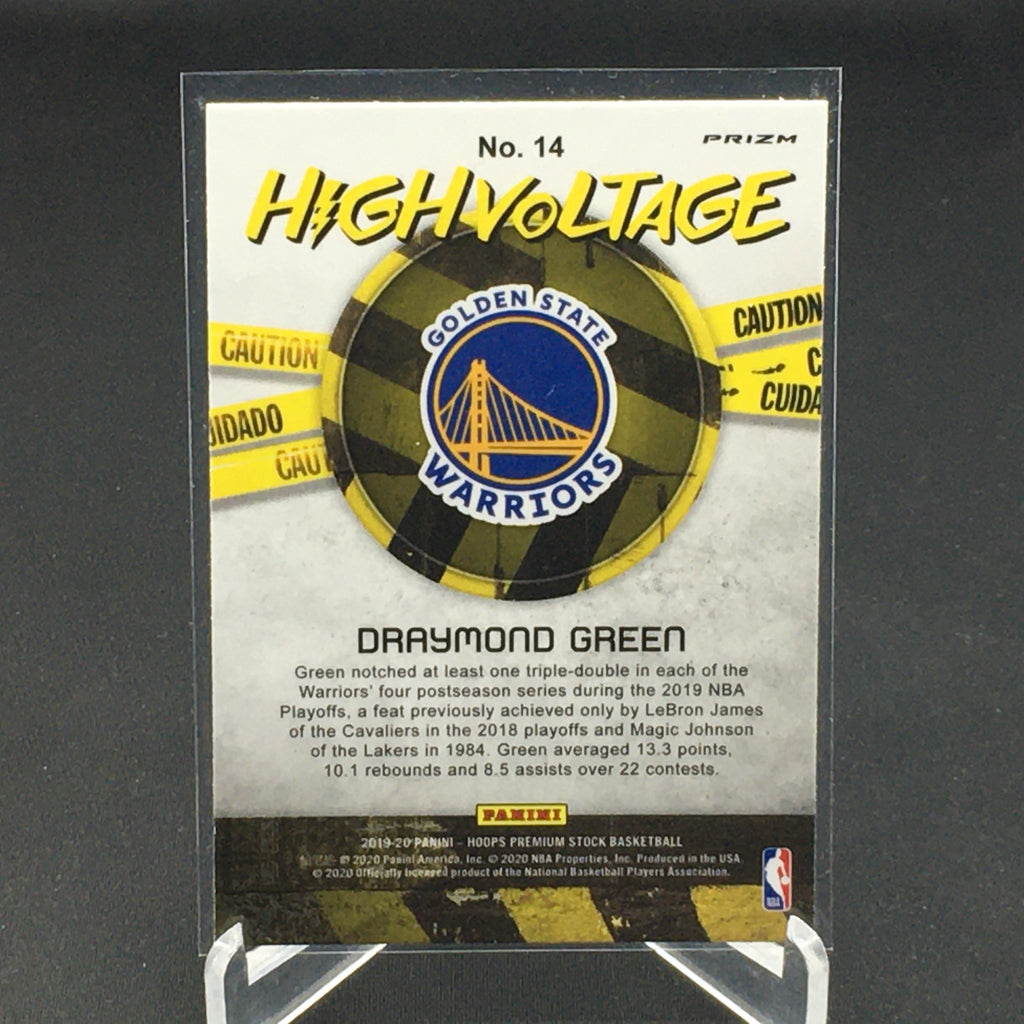 No. 14
PRIZM
HIGH VOLTAGE
CAUTION
CAUTION
C
CUIDA
UIDADO
CAUT
GOLDEN STATE
WARRIORS
DRAYMOND GREEN
Green notched at least one triple-double in each of the
Warriors' four postseason series during the 2019 NBA
Playoffs, a feat previously achieved only by LeBron James
of the Cavaliers in the 2018 playoffs and Magic Johnson
of the Lakers in 1984. Green averaged 13.3 points,
10.1 rebounds and 8.5 assists over 22 contests.
PANINI
2019-20 PANINI – HOOPS PREMIUM STOCK BASKETBALL
© 2020 Panini America, Inc. © 2020 NBA Properties, Inc. Produced in the USA.
© 2020 Officially licensed product of the National Basketball Players Association.
NBA